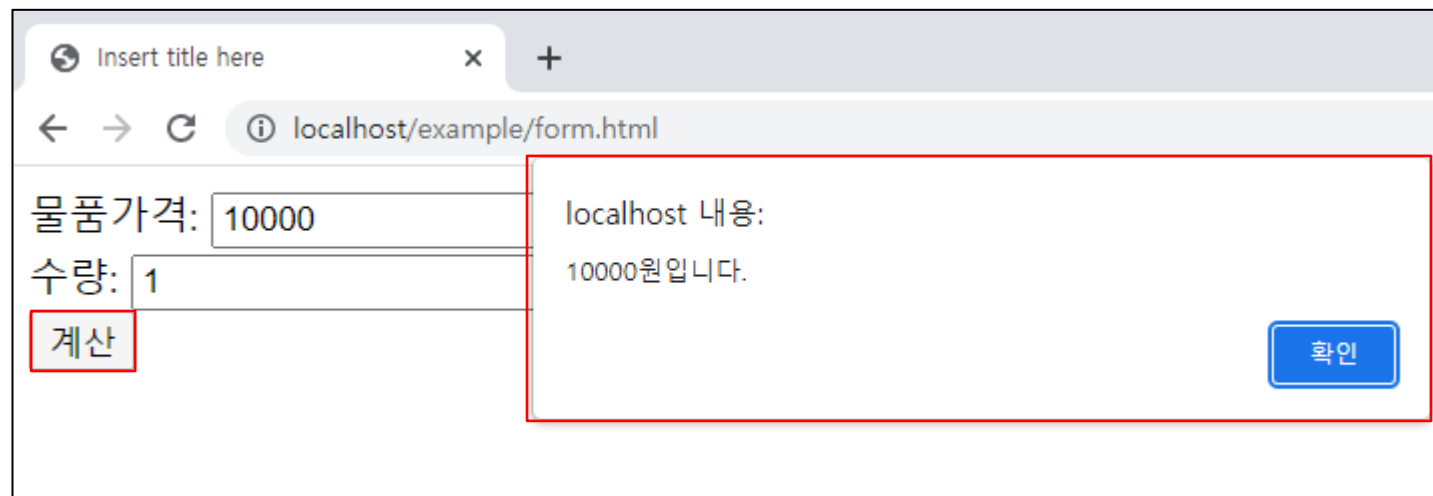 Insert title here
localhost/example/form.html
물품가격: 10000
수량: 1
계산
localhost 내용:
10000원입니다.
확인